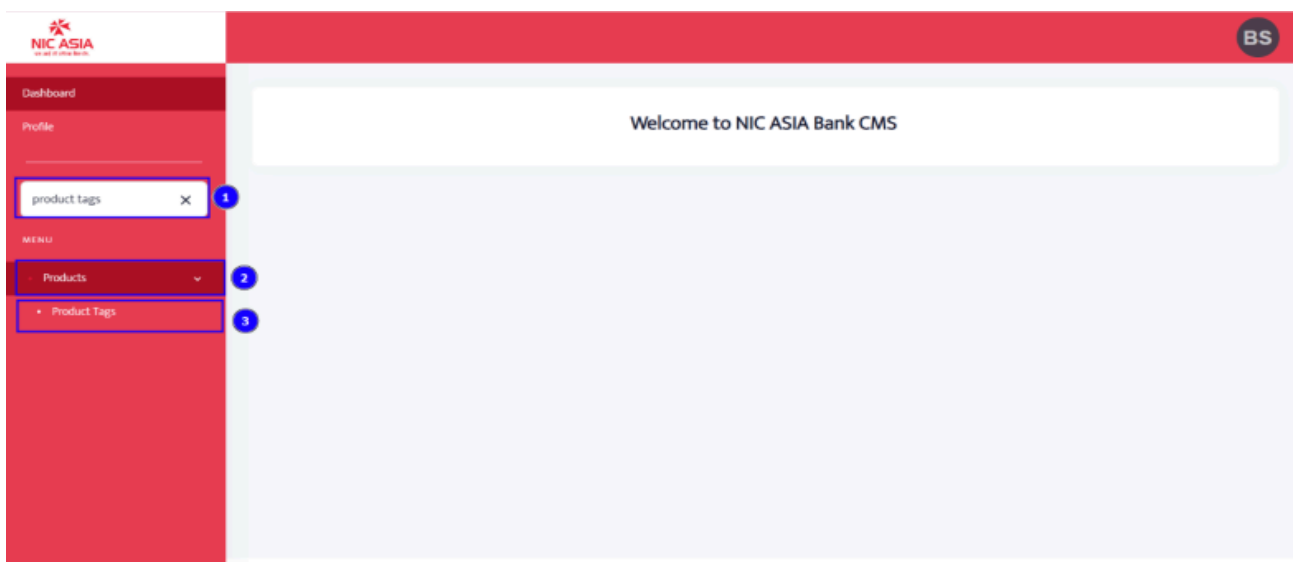 NIC ASIA
BS
Dashboard
Profile
Welcome to NIC ASIA Bank CMS
product tags
1
MENU
Products
2
Product Tags
3